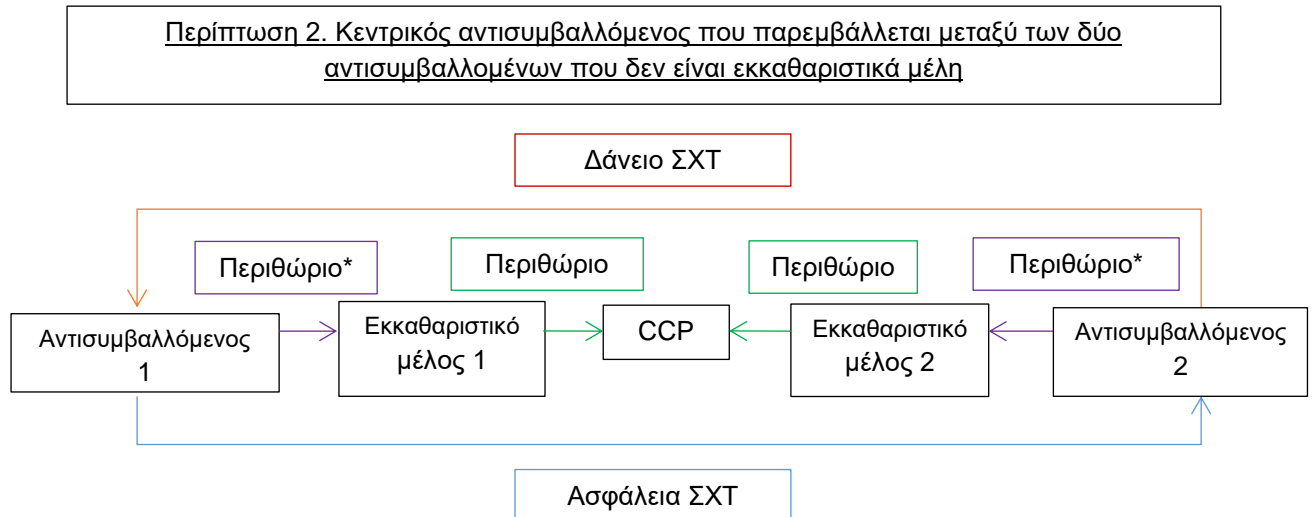 Περίπτωση 2. Κεντρικός αντισυμβαλλόμενος που παρεμβάλλεται μεταξύ των δύο
αντισυμβαλλομένων που δεν είναι εκκαθαριστικά μέλη
Δάνειο ΣΧΤ
Περιθώριο*
Περιθώριο
Περιθώριο
Περιθώριο*
Αντισυμβαλλόμενος
1
Εκκαθαριστικό
μέλος 1
CCP
Εκκαθαριστικό
μέλος 2
Αντισυμβαλλόμενος
2
Ασφάλεια ΣΧΤ